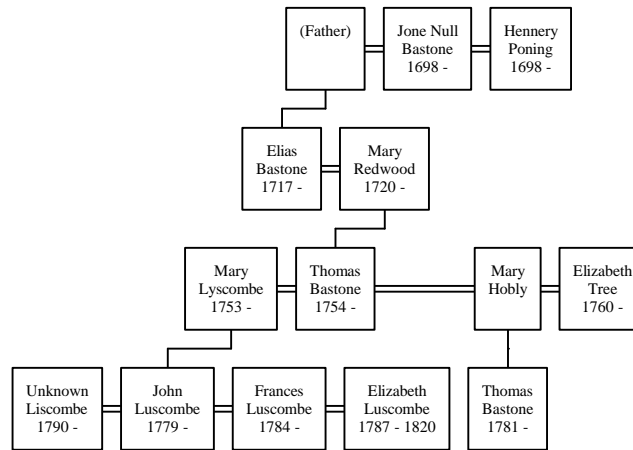 (Father)
Jone Null
Bastone
1698 -
Hennery
Poning
1698 -
Elias
Bastone
1717 -
Mary
Redwood
1720 -
Mary
Lyscombe
1753 -
Thomas
Bastone
1754 -
Mary
Hobly
Elizabeth
Tree
1760 -
Unknown
Liscombe
1790 -
John
Luscombe
1779 -
Frances
Luscombe
1784 -
Elizabeth
Luscombe
1787 - 1820
Thomas
Bastone
1781 -